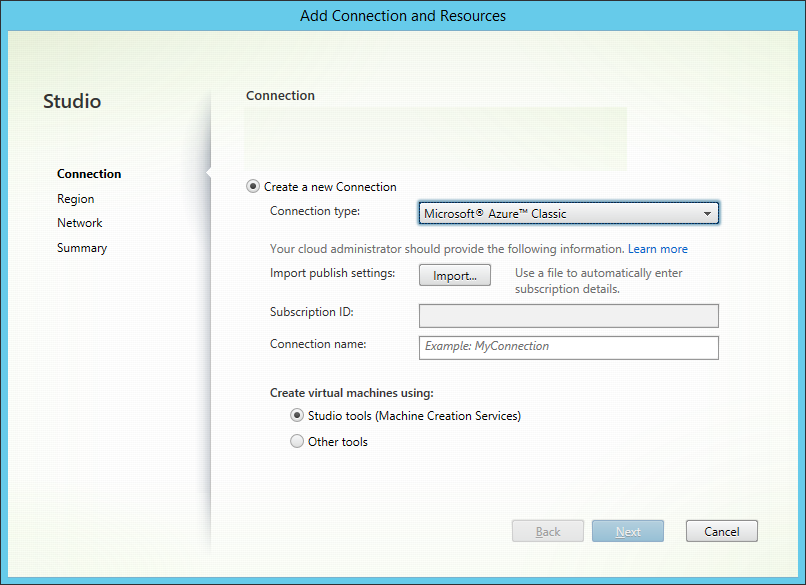 Add Connection and Resources
Studio
Connection
Region
Network
Summary
Connection
Create a new Connection
Connection type:
Microsoft® Azure™ Classic
Your cloud administrator should provide the following information. Learn more
Import publish settings:
Import...
Use a file to automatically enter
subscription details.
Subscription ID:
Connection name:
Example: MyConnection
Create virtual machines using:
Studio tools (Machine Creation Services)
Other tools
Back
Next
Cancel